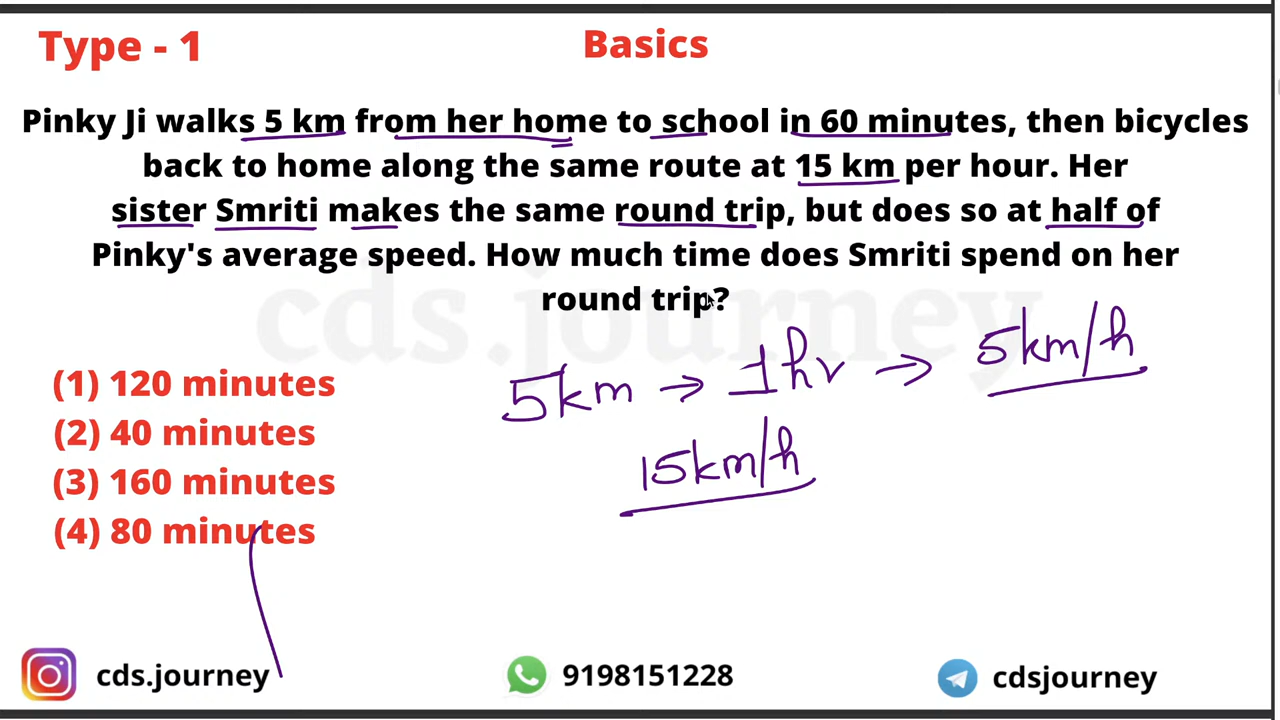 Type - 1
Basics
Pinky Ji walks 5 km from her home to school in 60 minutes, then bicycles
back to home along the same route at 15 km per hour. Her
sister Smriti makes the same round trip, but does so at half of
Pinky's average speed. How much time does Smriti spend on her
round trip?
cds.journey
5km → 1hr → 5km/h
15km/h
(1) 120 minutes
(2) 40 minutes
(3) 160 minutes
(4) 80 minutes
cds.journey
9198151228
cdsjourney